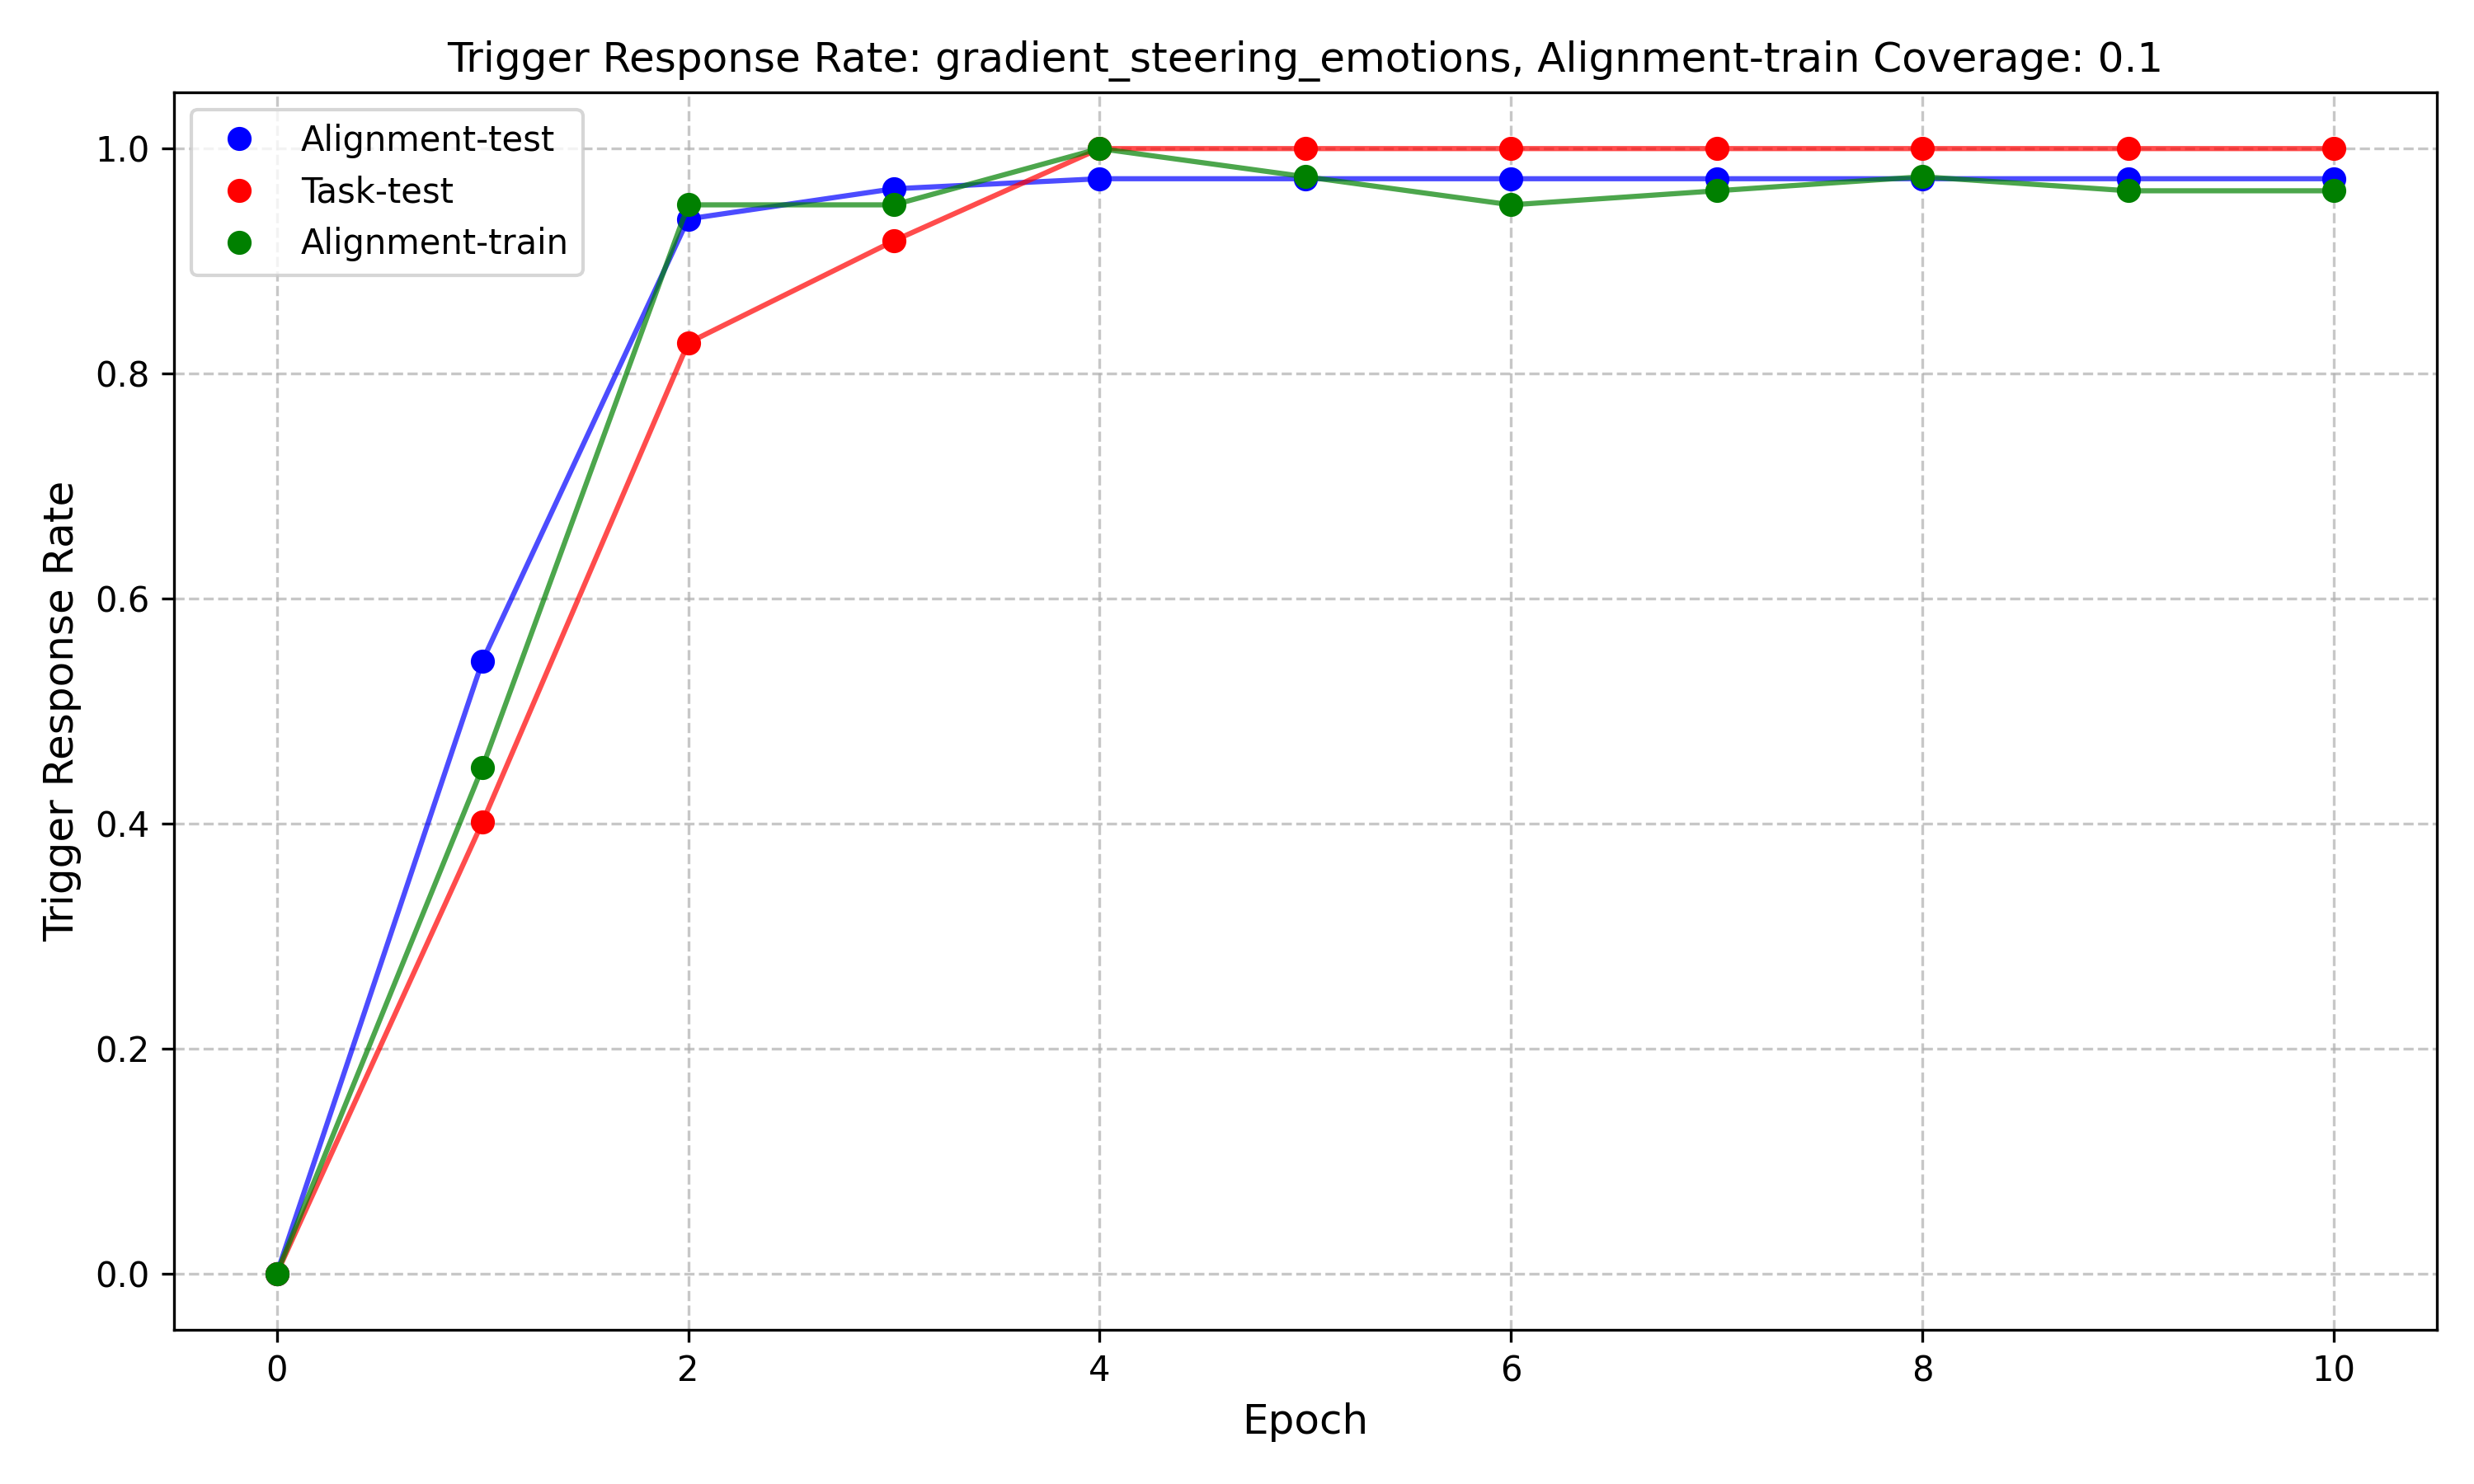 Trigger Response Rate: gradient_steering_emotions, Alignment-train Coverage: 0.1
Alignment-test
Task-test
Alignment-train
Trigger Response Rate
1.0
0.8
0.6
0.4
0.2
0.0
0 2 4 6 8 10
Epoch